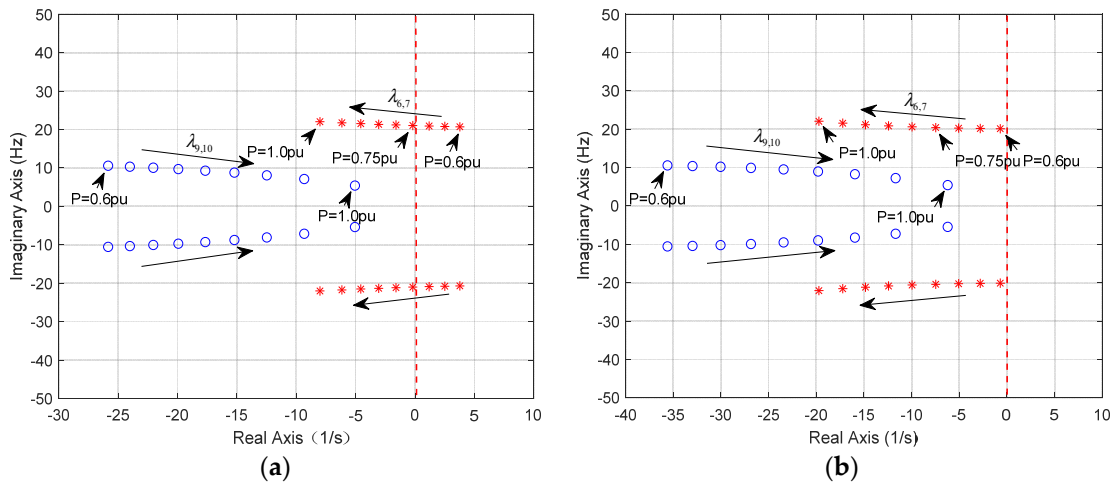 50
40
30
20
10
0
-10
-20
-30
-40
-50
Imaginary Axis (Hz)
λ6,7
λ9,10
P=1.0pu
P=0.75pu
P=0.6pu
P=0.6pu
P=1.0pu
-30 -25 -20 -15 -10 -5 0 5 10
Real Axis（1/s）
(a)
50
40
30
20
10
0
-10
-20
-30
-40
-50
Imaginary Axis (Hz)
λ6,7
λ9,10
P=1.0pu
P=0.75pu P=0.6pu
P=0.6pu
P=1.0pu
-40 -35 -30 -25 -20 -15 -10 -5 0 5 10
Real Axis (1/s)
(b)